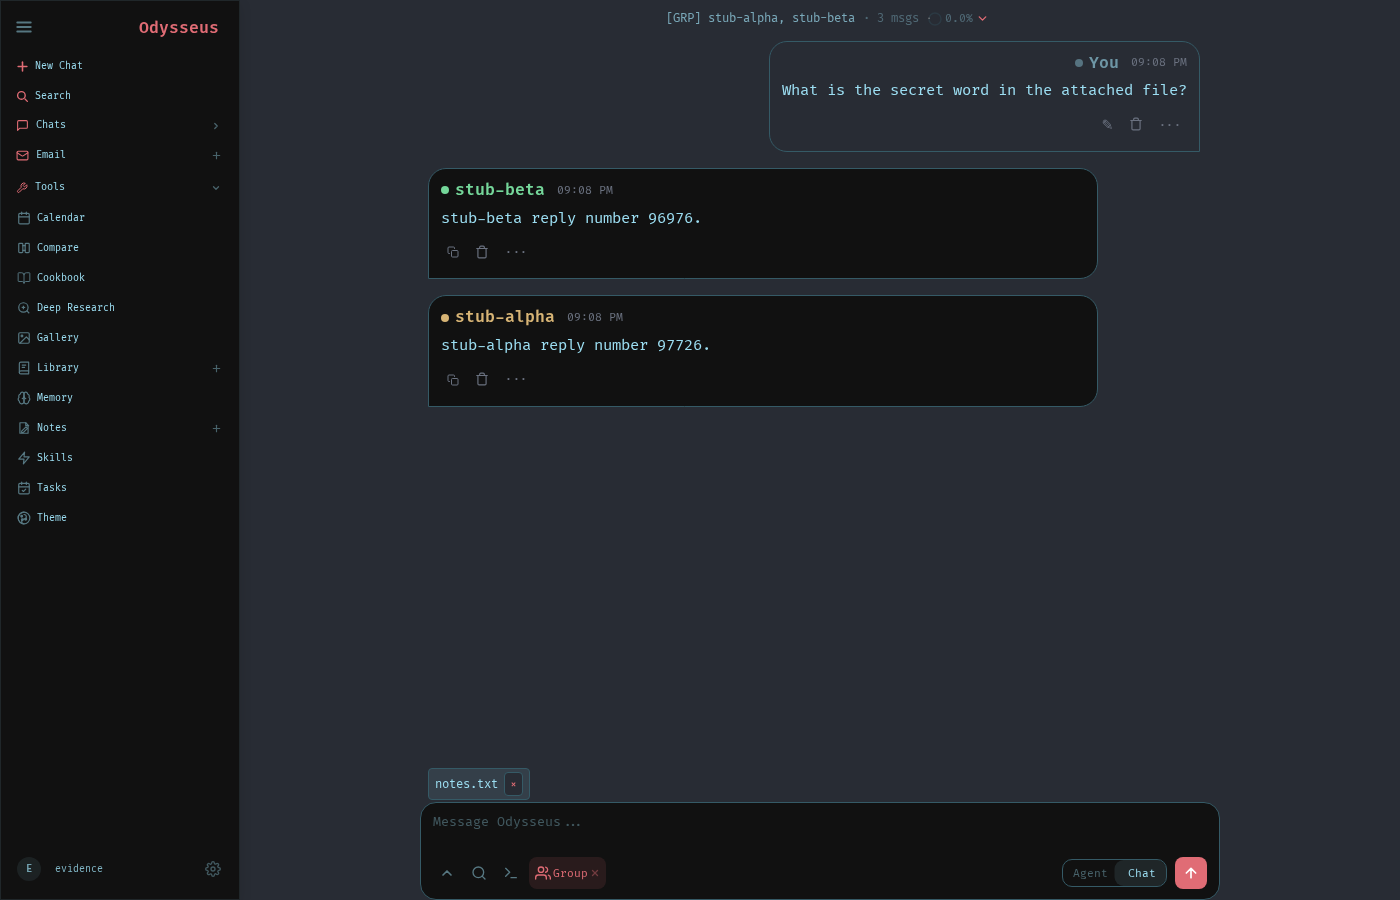 Odysseus
New Chat
Search
Chats
Email
Tools
Calendar
Compare
Cookbook
Deep Research
Gallery
Library
Memory
Notes
Skills
Tasks
Theme
E evidence
[GRP] stub-alpha, stub-beta · 3 msgs · 0.0%
You 09:08 PM
What is the secret word in the attached file?
stub-beta 09:08 PM
stub-beta reply number 96976.
stub-alpha 09:08 PM
stub-alpha reply number 97726.
notes.txt
Message Odysseus...
Group
Agent Chat